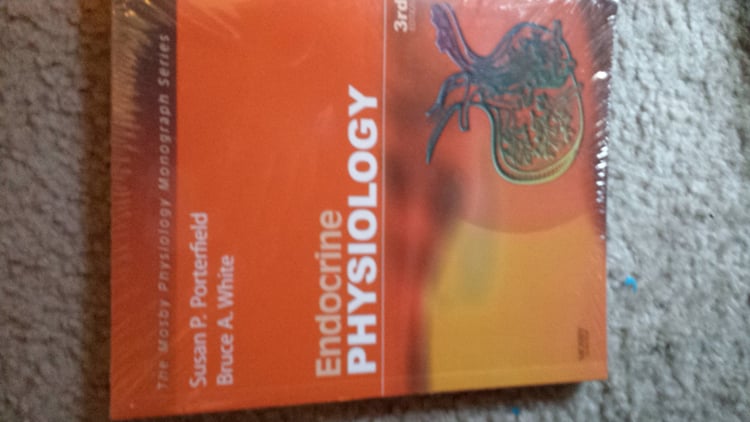 The Mosby Physiology Monograph Series
Susan P. Porterfield
Bruce A. White
Endocrine
PHYSIOLOGY
3rd